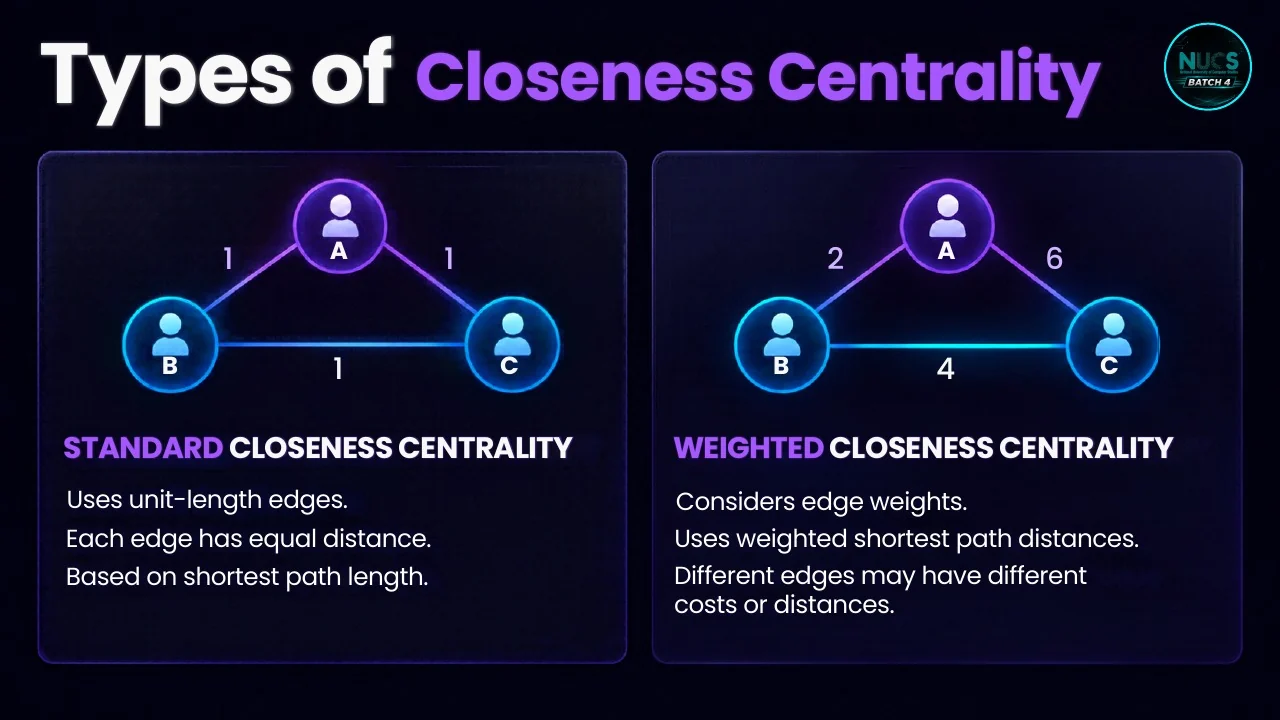 Types of Closeness Centrality
NUCS
BATCH 4
A
1
1
B
C
1
STANDARD CLOSENESS CENTRALITY
Uses unit-length edges.
Each edge has equal distance.
Based on shortest path length.
A
2
6
B
C
4
WEIGHTED CLOSENESS CENTRALITY
Considers edge weights.
Uses weighted shortest path distances.
Different edges may have different
costs or distances.